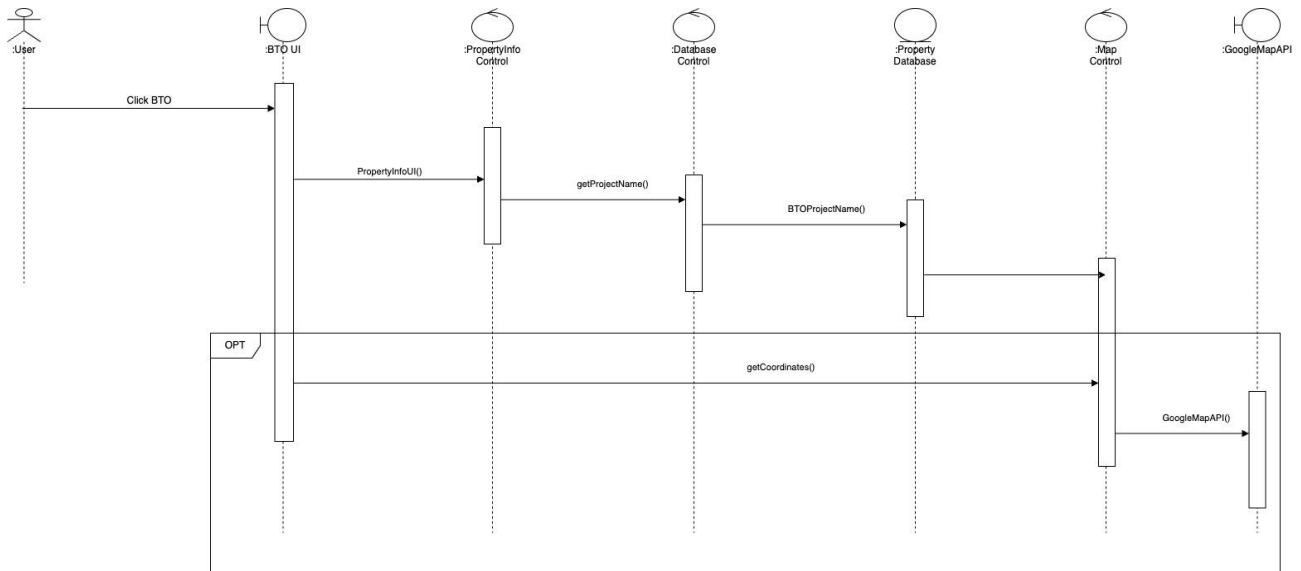 :User
:BTO UI
:PropertyInfo
Control
:Database
Control
:Property
Database
:Map
Control
:GoogleMapAPI
Click BTO
PropertyInfoUI()
getProjectName()
BTOProjectName()
OPT
getCoordinates()
GoogleMapAPI()